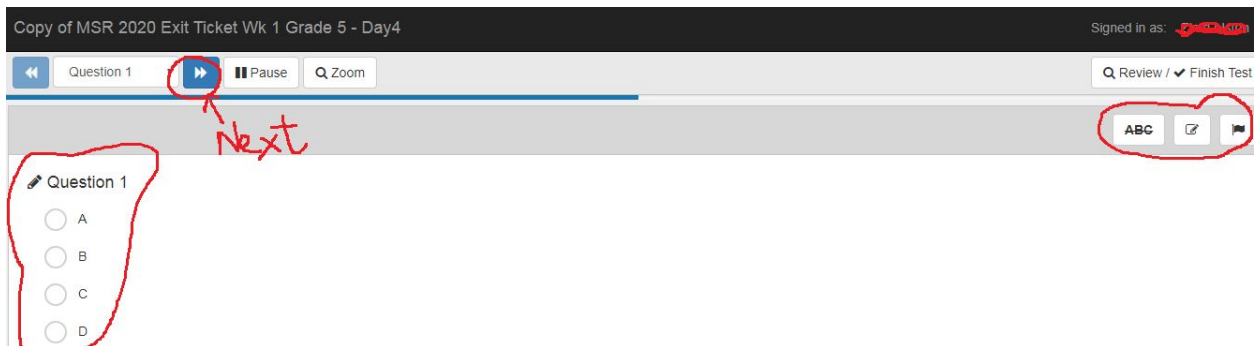 Copy of MSR 2020 Exit Ticket Wk 1 Grade 5 - Day4 Signed in as:
Question 1 Pause Zoom Review / Finish Test
Next
ABC
Question 1
A
B
C
D